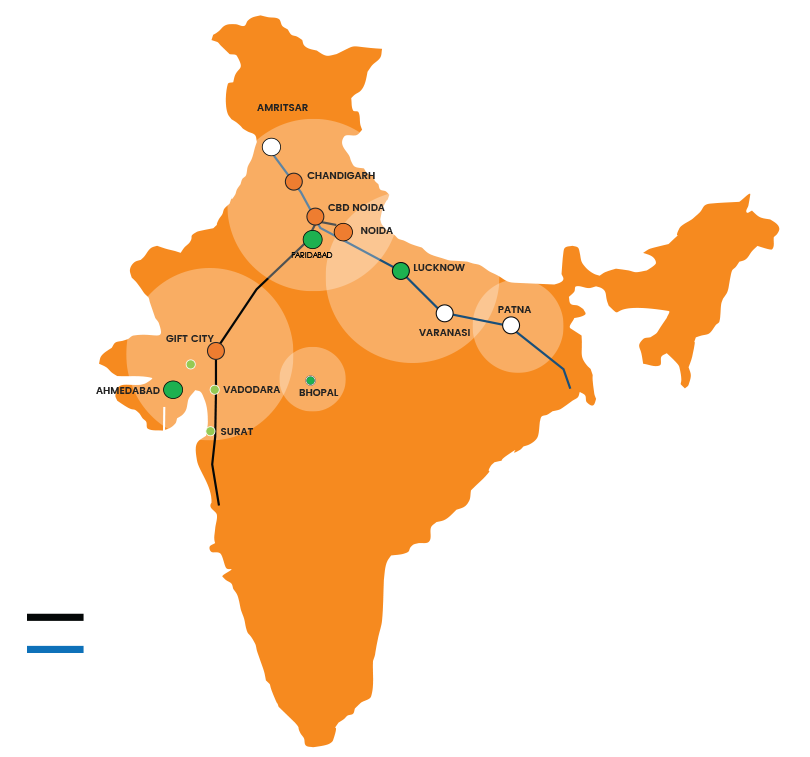 AMRITSAR
CHANDIGARH
CBD NOIDA
NOIDA
FARIDABAD
LUCKNOW
PATNA
VARANASI
GIFT CITY
AHMEDABAD
VADODARA
BHOPAL
SURAT